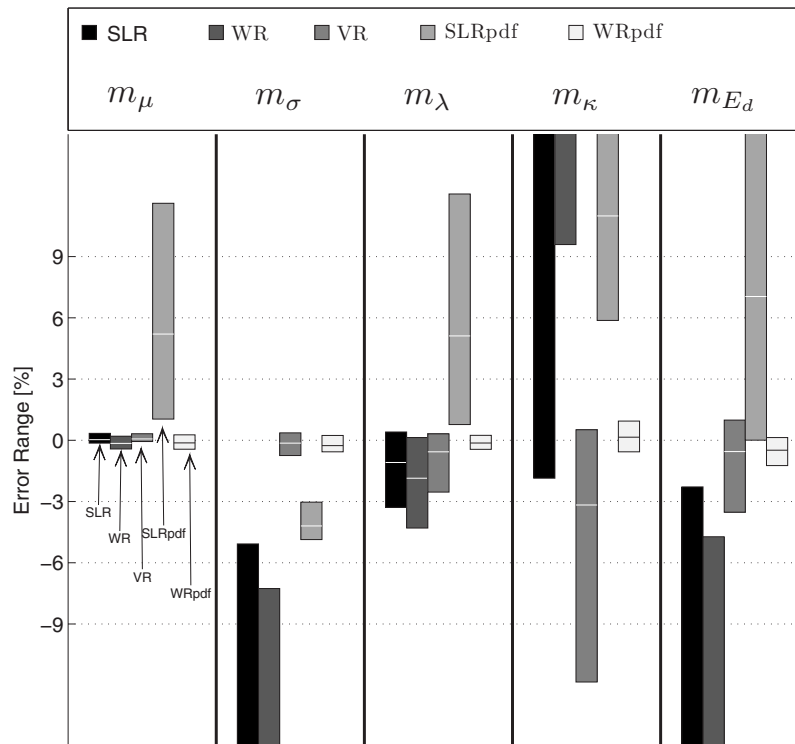 SLR WR VR SLRpdf WRpdf
m_μ m_σ m_λ m_κ m_{E_d}
Error Range [%]
9
6
3
0
−3
−6
−9
SLR
WR
VR
SLRpdf
WRpdf